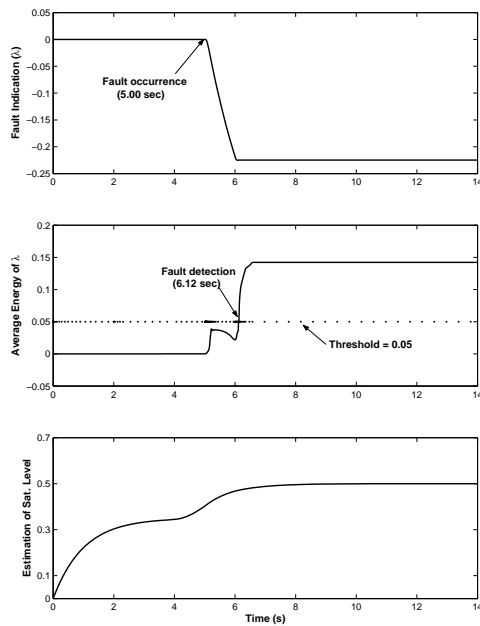 0.05
0
−0.05
−0.1
−0.15
−0.2
−0.25
Fault Indication (λ)
Fault occurrence
(5.00 sec)
0 2 4 6 8 10 12 14
0.2
0.15
0.1
0.05
0
−0.05
Average Energy of λ
Fault detection
(6.12 sec)
Threshold = 0.05
0 2 4 6 8 10 12 14
0.7
0.5
0.3
0.1
0
Estimation of Sat. Level
0 2 4 6 8 10 12 14
Time (s)